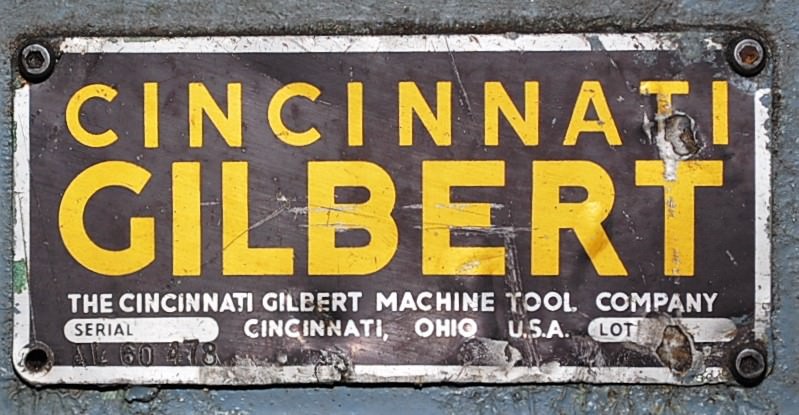 CINCINNATI
GILBERT
THE CINCINNATI GILBERT MACHINE TOOL COMPANY
SERIAL CINCINNATI, OHIO U.S.A. LOT